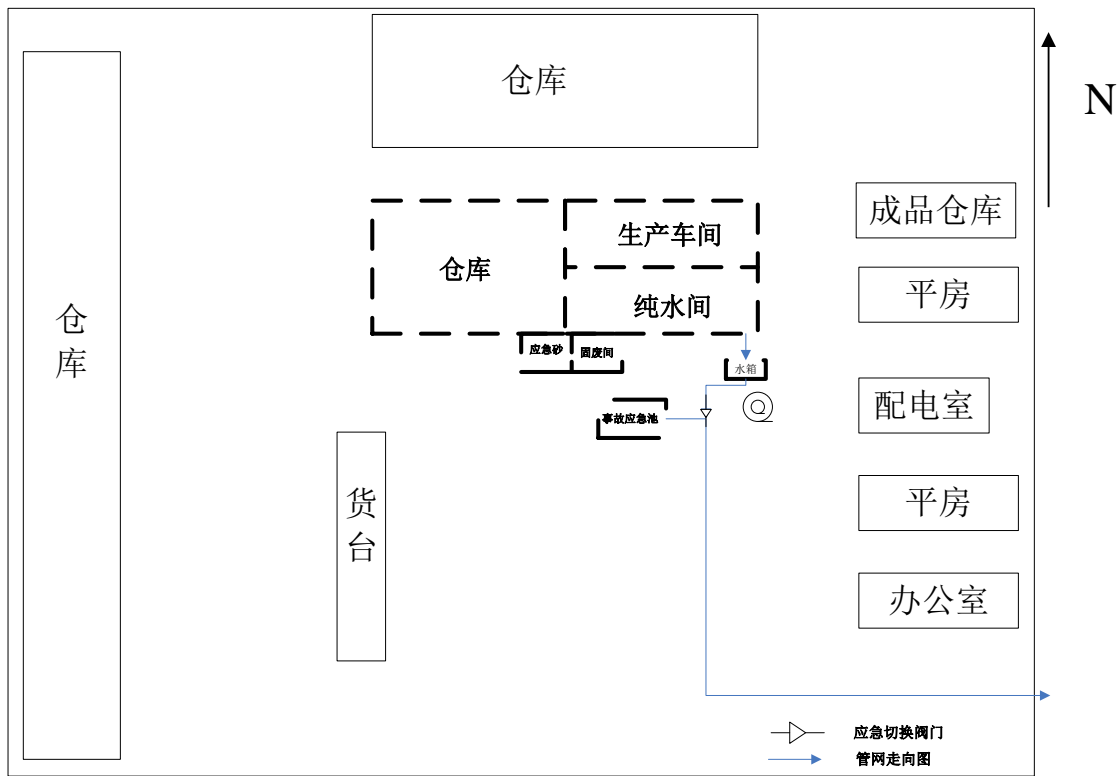 仓库
N
成品仓库
生产车间
仓库
平房
纯水间
仓
库
应急砂
固废间
水箱
配电室
事故应急池
货
台
平房
办公室
应急切换阀门
管网走向图